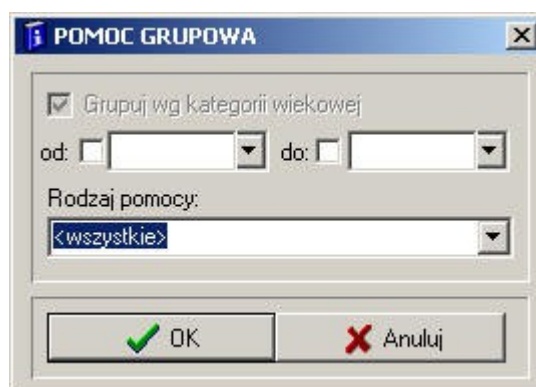 POMOC GRUPOWA
Grupuj wg kategorii wiekowej
od: do:
Rodzaj pomocy:
<wszystkie>
OK Anuluj